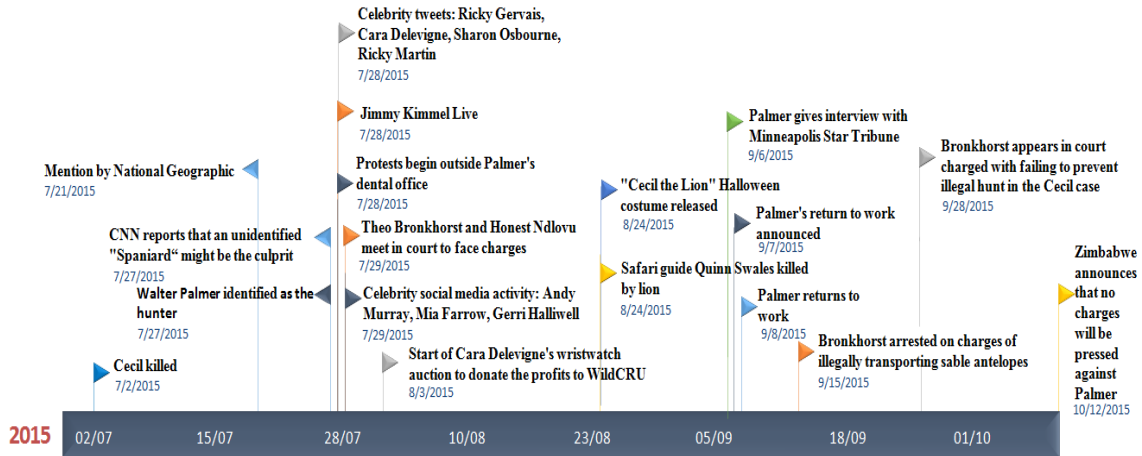 Celebrity tweets: Ricky Gervais,
Cara Delevigne, Sharon Osbourne,
Ricky Martin
7/28/2015
Jimmy Kimmel Live
7/28/2015
Mention by National Geographic
7/21/2015
Protests begin outside Palmer's
dental office
7/28/2015
CNN reports that an unidentified
"Spaniard“ might be the culprit
7/27/2015
Theo Bronkhorst and Honest Ndlovu
meet in court to face charges
7/29/2015
Walter Palmer identified as the
hunter
7/27/2015
Celebrity social media activity: Andy
Murray, Mia Farrow, Gerri Halliwell
7/29/2015
Cecil killed
7/2/2015
Start of Cara Delevigne's wristwatch
auction to donate the profits to WildCRU
8/3/2015
"Cecil the Lion" Halloween
costume released
8/24/2015
Safari guide Quinn Swales killed
by lion
8/24/2015
Palmer gives interview with
Minneapolis Star Tribune
9/6/2015
Palmer's return to work
announced
9/7/2015
Palmer returns to
work
9/8/2015
Bronkhorst arrested on charges of
illegally transporting sable antelopes
9/15/2015
Bronkhorst appears in court
charged with failing to prevent
illegal hunt in the Cecil case
9/28/2015
Zimbabwe
announces
that no
charges
will be
pressed
against
Palmer
10/12/2015
2015 02/07 15/07 28/07 10/08 23/08 05/09 18/09 01/10